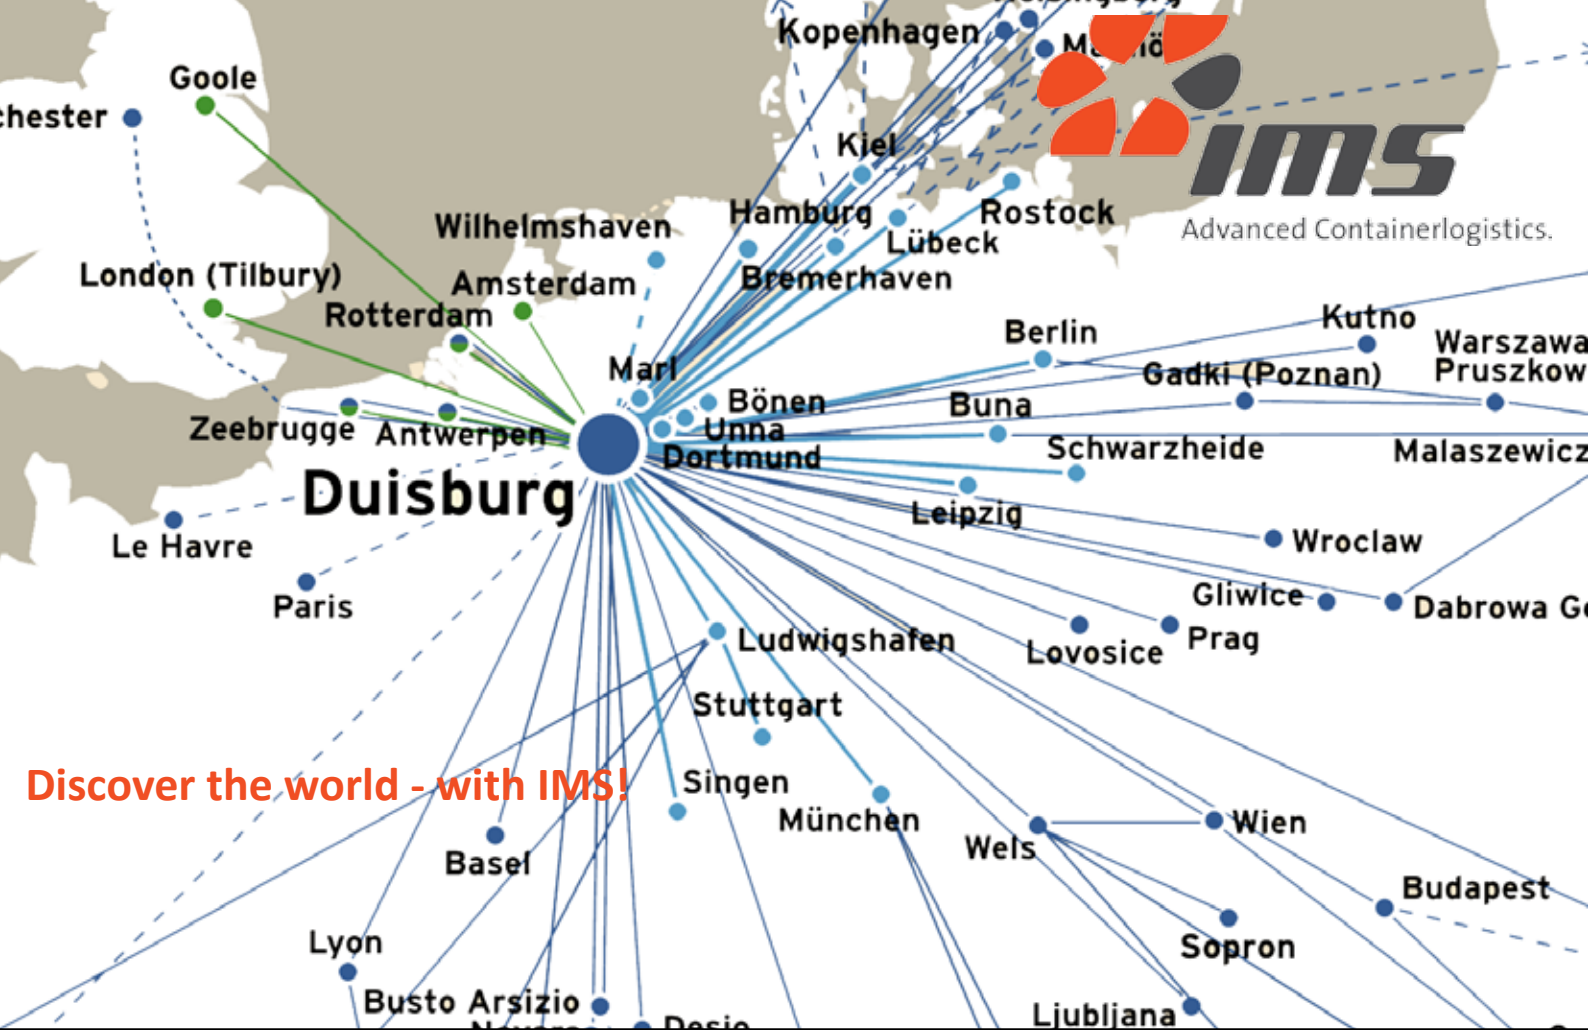 Kopenhagen
Goole
chester
Kiel
Wilhelmshaven
Hamburg
Rostock
Lübeck
ims
Advanced Containerlogistics.
London (Tilbury)
Amsterdam
Bremerhaven
Rotterdam
Berlin
Kutno
Warszawa
Pruszkow
Marl
Gadki (Poznan)
Bönen
Buna
Zeebrugge
Antwerpen
Unna
Dortmund
Schwarzheide
Malaszewicz
Duisburg
Leipzig
Le Havre
Wroclaw
Paris
Gliwice
Dabrowa Go
Ludwigshafen
Lovosice
Prag
Stuttgart
Discover the world - with IMS!
Singen
München
Wien
Wels
Basel
Budapest
Lyon
Sopron
Busto Arsizio
Ljubljana
Desio